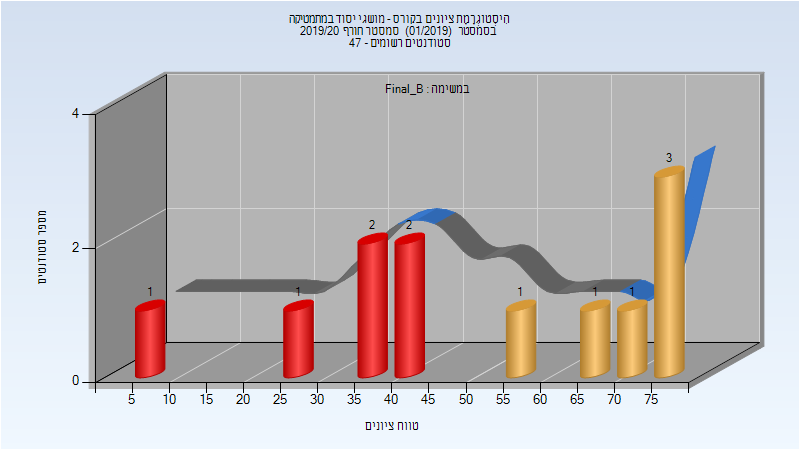 היסטוגרמת ציונים בקורס - מושגי יסוד במתמטיקה
בסמסטר (01/2019) סמסטר חורף 2019/20
סטודנטים רשומים - 47
במשימה : Final_B
4
2
0
מספר סטודנטים
1
1
2
2
1
1
1
3
5 10 15 20 25 30 35 40 45 50 55 60 65 70 75
טווח ציונים